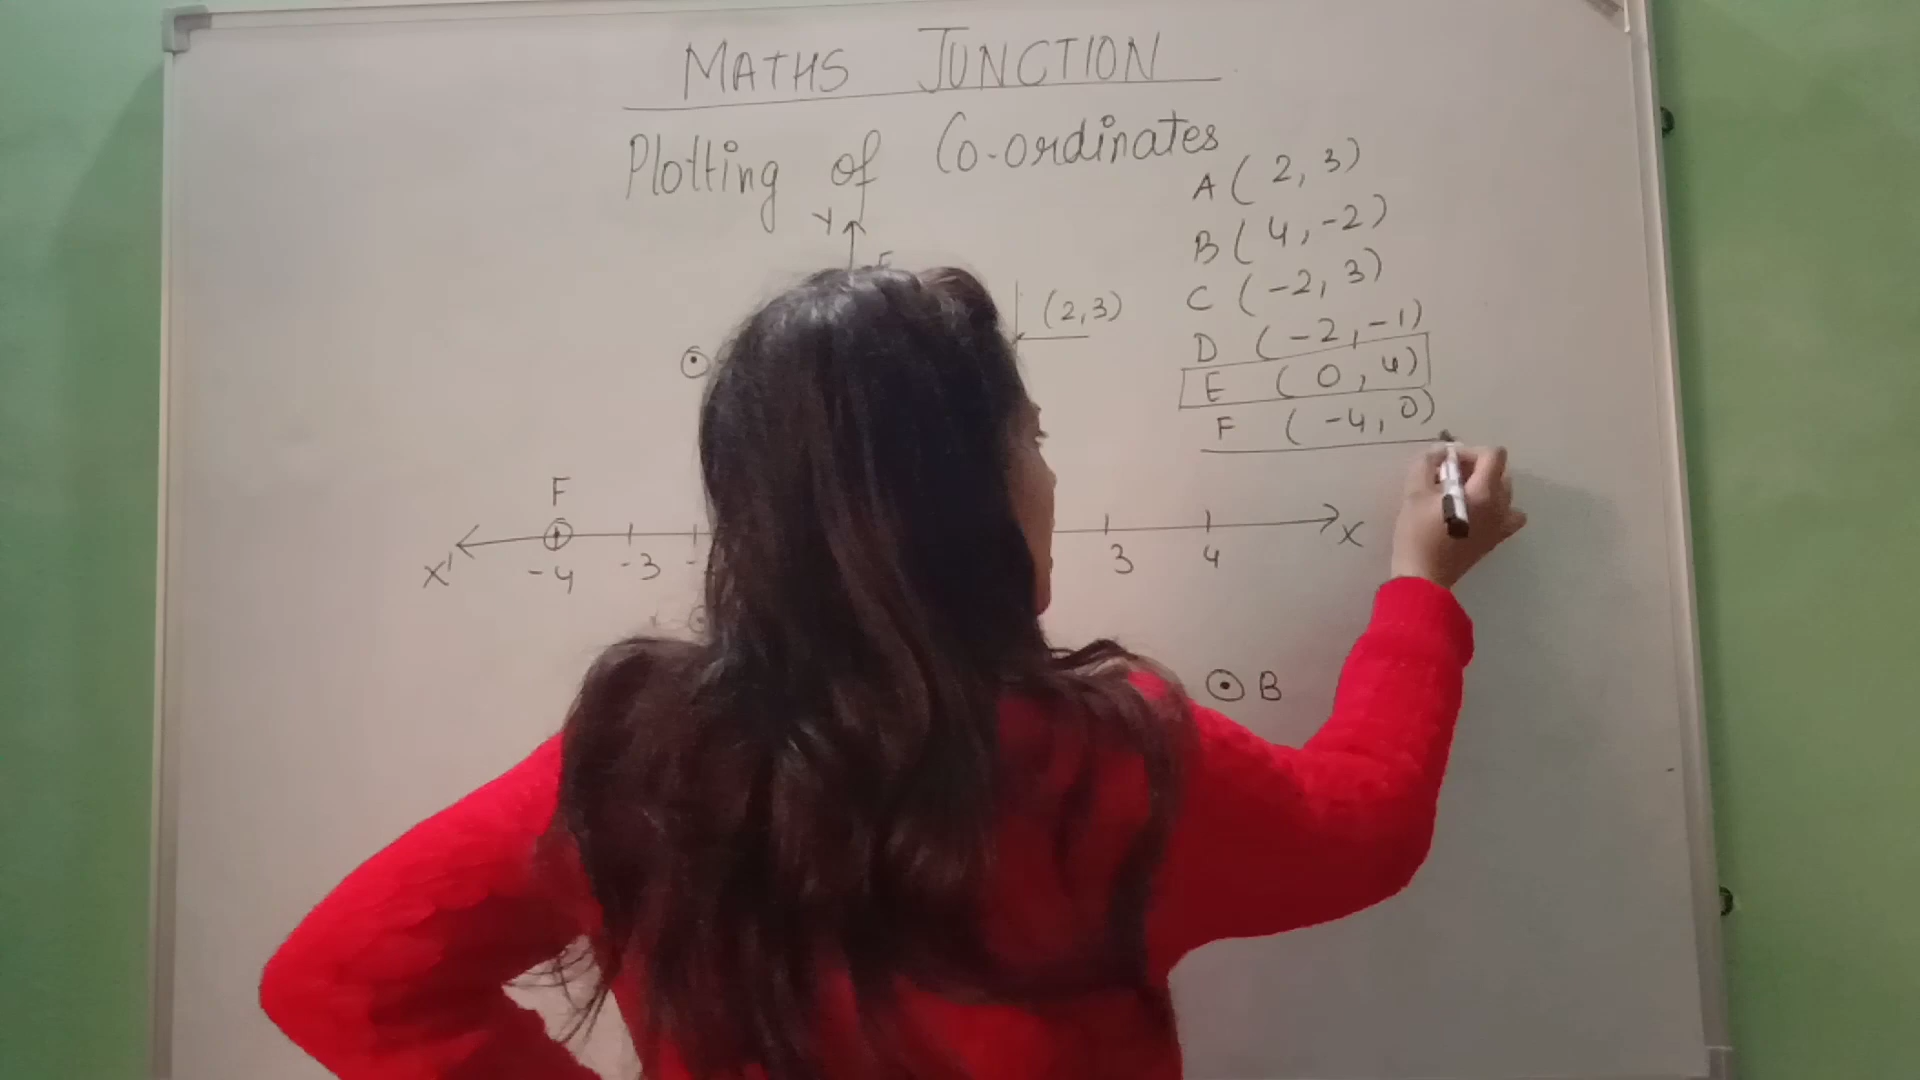 MATHS JUNCTION
Plotting of Co-ordinates
A ( 2, 3)
B ( 4, -2)
C ( -2, 3)
D ( -2, -1)
E ( 0, 4)
F ( -4, 0)
Y
(2,3)
F
X' -4 -3 3 4 X
B